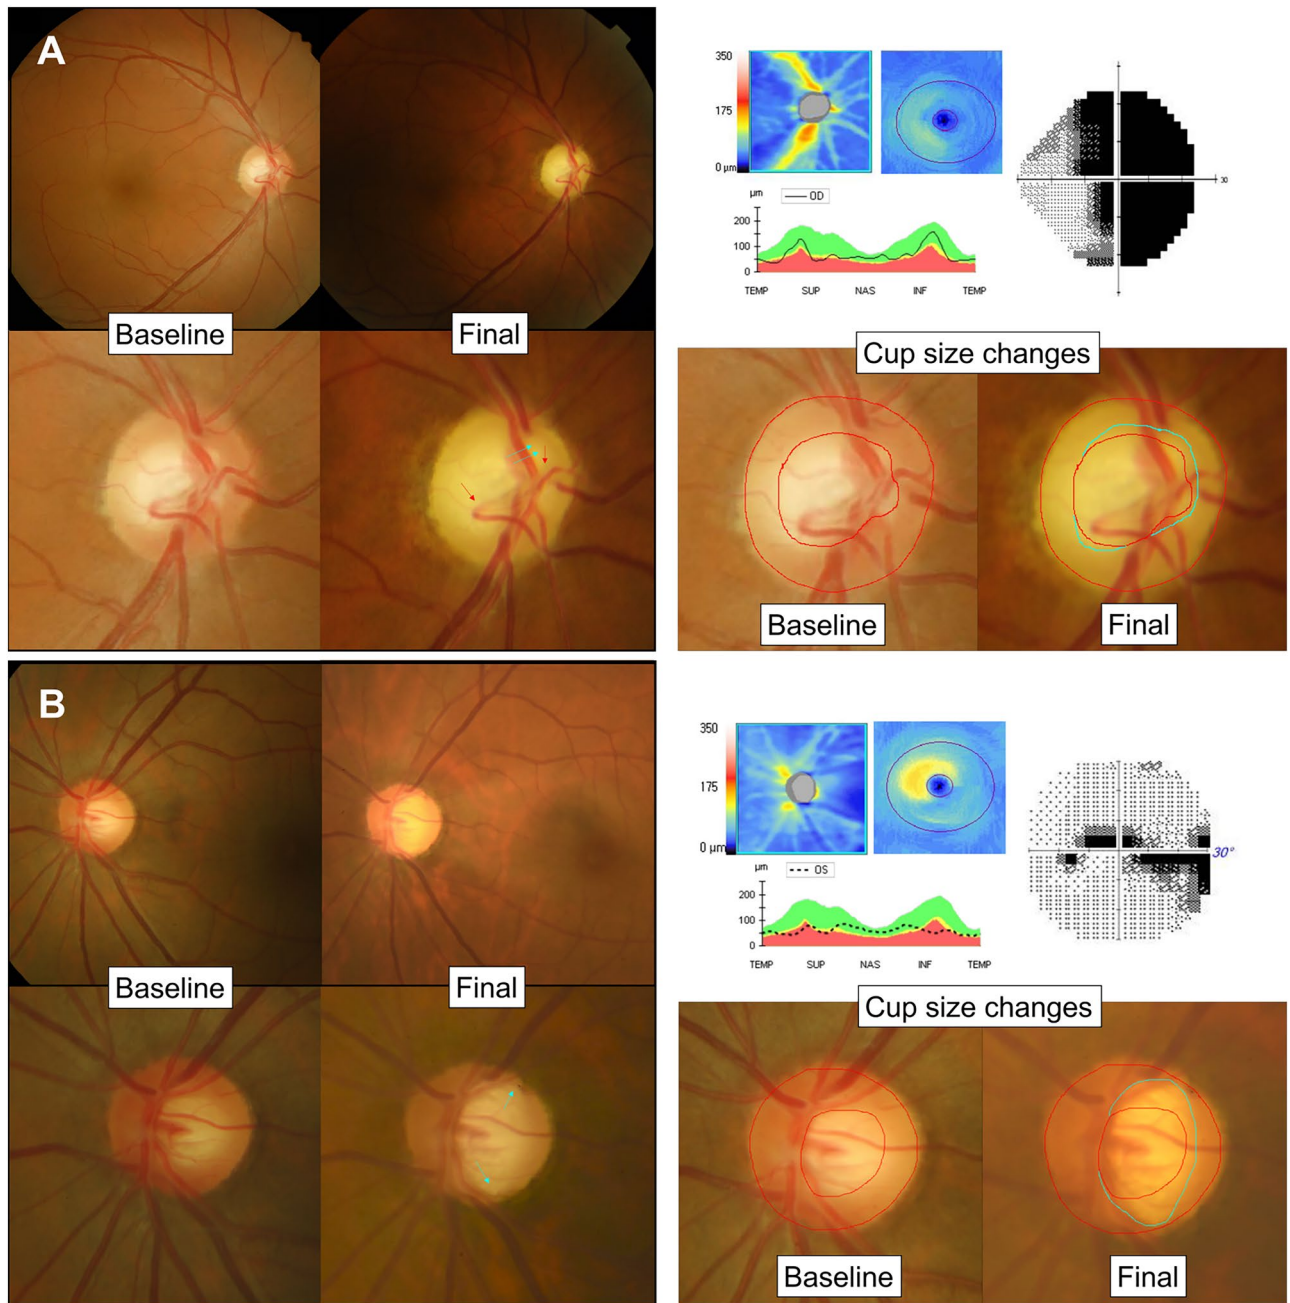 A
Baseline
Final
350
175
0 µm
µm
OD
200
100
0
TEMP
SUP
NAS
INF
TEMP
30
Cup size changes
Baseline
Final
B
Baseline
Final
350
175
0 µm
µm
OS
200
100
0
TEMP
SUP
NAS
INF
TEMP
30°
Cup size changes
Baseline
Final